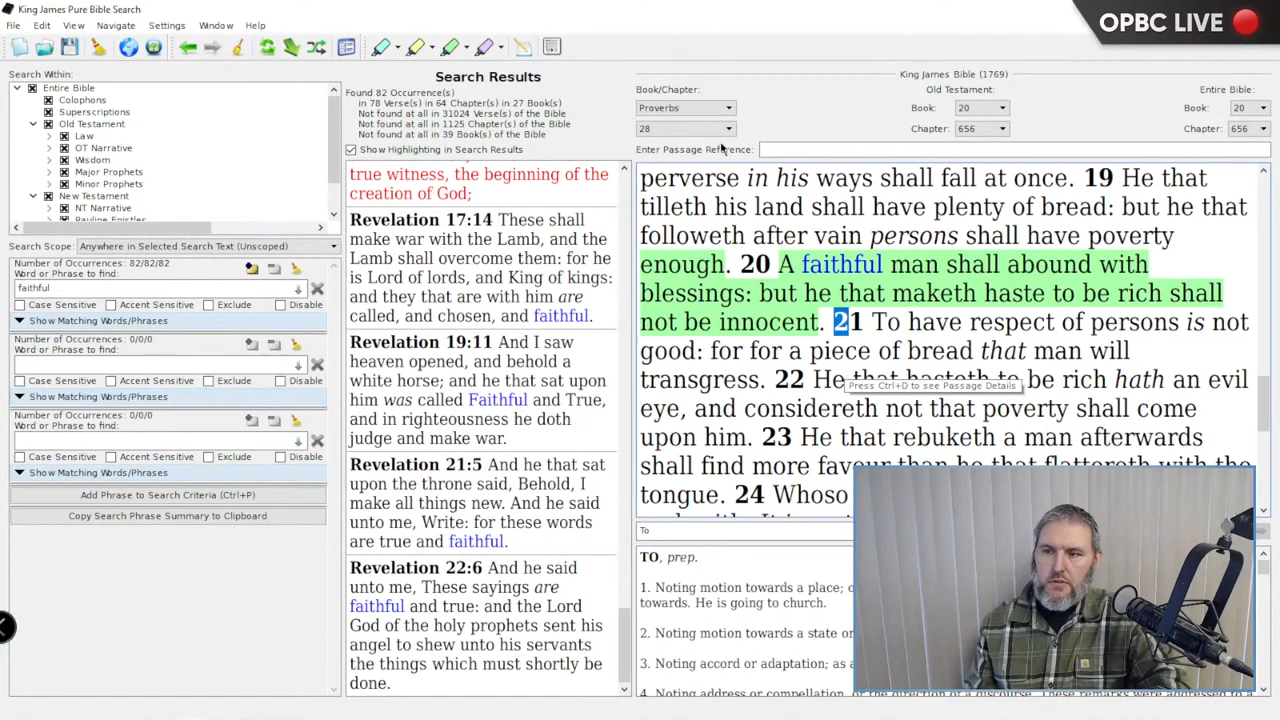 King James Pure Bible Search
OPBC LIVE
File Edit View Navigate Settings Window Help
Search Within:
Entire Bible
Colophons
Superscriptions
Old Testament
Law
OT Narrative
Wisdom
Major Prophets
Minor Prophets
New Testament
NT Narrative
Pauline Epistles
Search Scope: Anywhere in Selected Search Text (Unscoped)
Number of Occurrences: 82/82/82
Word or Phrase to find:
faithful
Case Sensitive Accent Sensitive Exclude Disable
Show Matching Words/Phrases
Number of Occurrences: 0/0/0
Word or Phrase to find:
Case Sensitive Accent Sensitive Exclude Disable
Show Matching Words/Phrases
Number of Occurrences: 0/0/0
Word or Phrase to find:
Case Sensitive Accent Sensitive Exclude Disable
Show Matching Words/Phrases
Add Phrase to Search Criteria (Ctrl+P)
Copy Search Phrase Summary to Clipboard
Search Results
Found 82 Occurrence(s)
in 78 Verse(s) in 64 Chapter(s) in 27 Book(s)
Not found at all in 31024 Verse(s) of the Bible
Not found at all in 1125 Chapter(s) of the Bible
Not found at all in 39 Book(s) of the Bible
Show Highlighting in Search Results
true witness, the beginning of the
creation of God;
Revelation 17:14 These shall
make war with the Lamb, and the
Lamb shall overcome them: for he
is Lord of lords, and King of kings:
and they that are with him are
called, and chosen, and faithful.
Revelation 19:11 And I saw
heaven opened, and behold a
white horse; and he that sat upon
him was called Faithful and True,
and in righteousness he doth
judge and make war.
Revelation 21:5 And he that sat
upon the throne said, Behold, I
make all things new. And he said
unto me, Write: for these words
are true and faithful.
Revelation 22:6 And he said
unto me, These sayings are
faithful and true: and the Lord
God of the holy prophets sent his
angel to shew unto his servants
the things which must shortly be
done.
King James Bible (1769)
Book/Chapter: Old Testament: Entire Bible:
Proverbs Book: 20 Book: 20
28 Chapter: 656 Chapter: 656
Enter Passage Reference:
perverse in his ways shall fall at once. 19 He that
tilleth his land shall have plenty of bread: but he that
followeth after vain persons shall have poverty
enough. 20 A faithful man shall abound with
blessings: but he that maketh haste to be rich shall
not be innocent. 21 To have respect of persons is not
good: for for a piece of bread that man will
transgress. 22 He that hasteth to be rich hath an evil
Press Ctrl+D to see Passage Details
eye, and considereth not that poverty shall come
upon him. 23 He that rebuketh a man afterwards
shall find more favour than he that flattereth with the
tongue. 24 Whoso
To
TO, prep.
1. Noting motion towards a place;
towards. He is going to church.
2. Noting motion towards a state or
3. Noting accord or adaptation; as
4. Noting address or compellation,